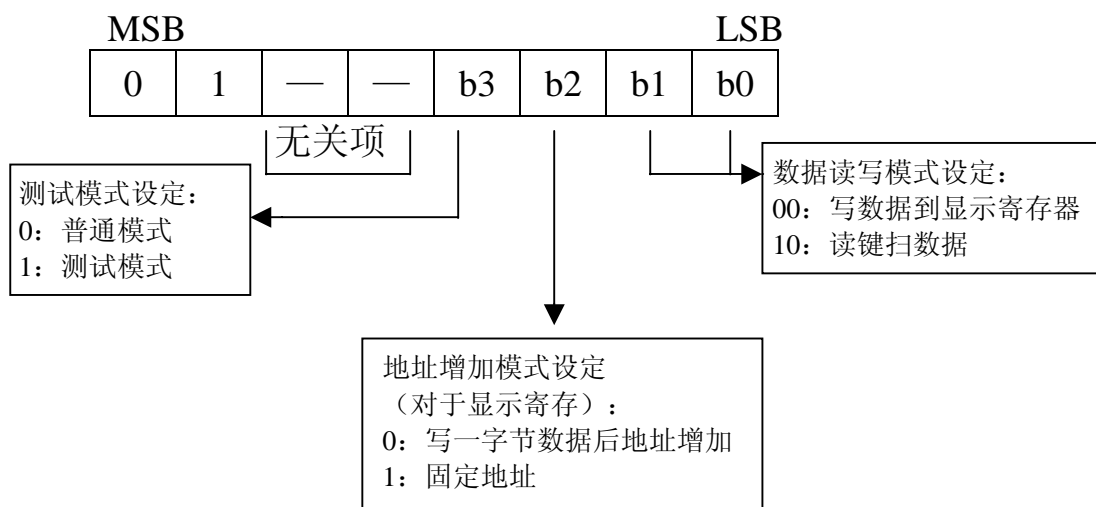 MSB LSB
0 1 — — b3 b2 b1 b0
无关项
测试模式设定：
0：普通模式
1：测试模式
数据读写模式设定：
00：写数据到显示寄存器
10：读键扫数据
地址增加模式设定
（对于显示寄存）：
0：写一字节数据后地址增加
1：固定地址